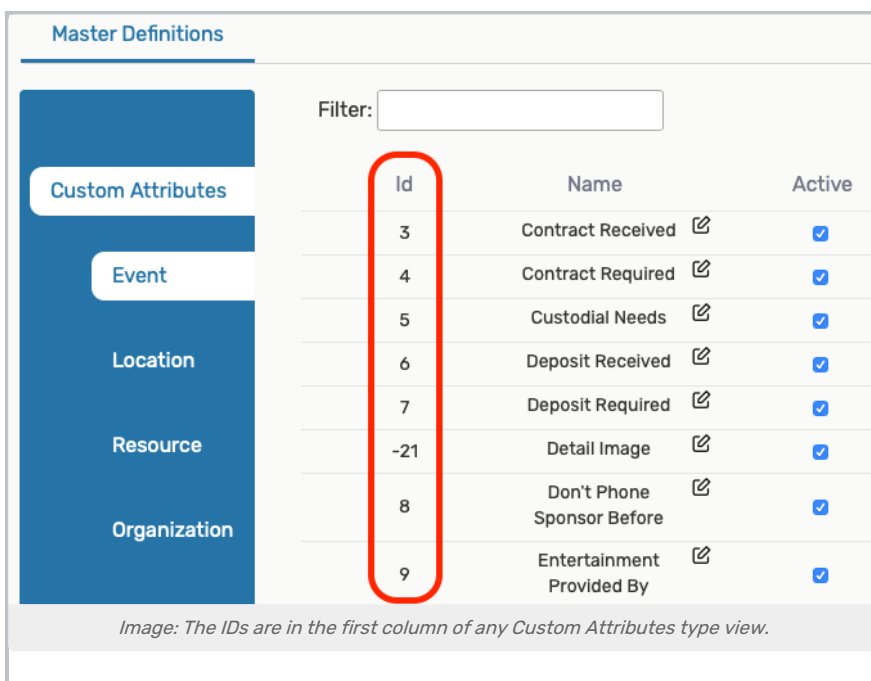 Master Definitions
Filter:
Custom Attributes
Event
Location
Resource
Organization
Id Name Active
3 Contract Received
4 Contract Required
5 Custodial Needs
6 Deposit Received
7 Deposit Required
-21 Detail Image
8 Don't Phone
Sponsor Before
9 Entertainment
Provided By
Image: The IDs are in the first column of any Custom Attributes type view.